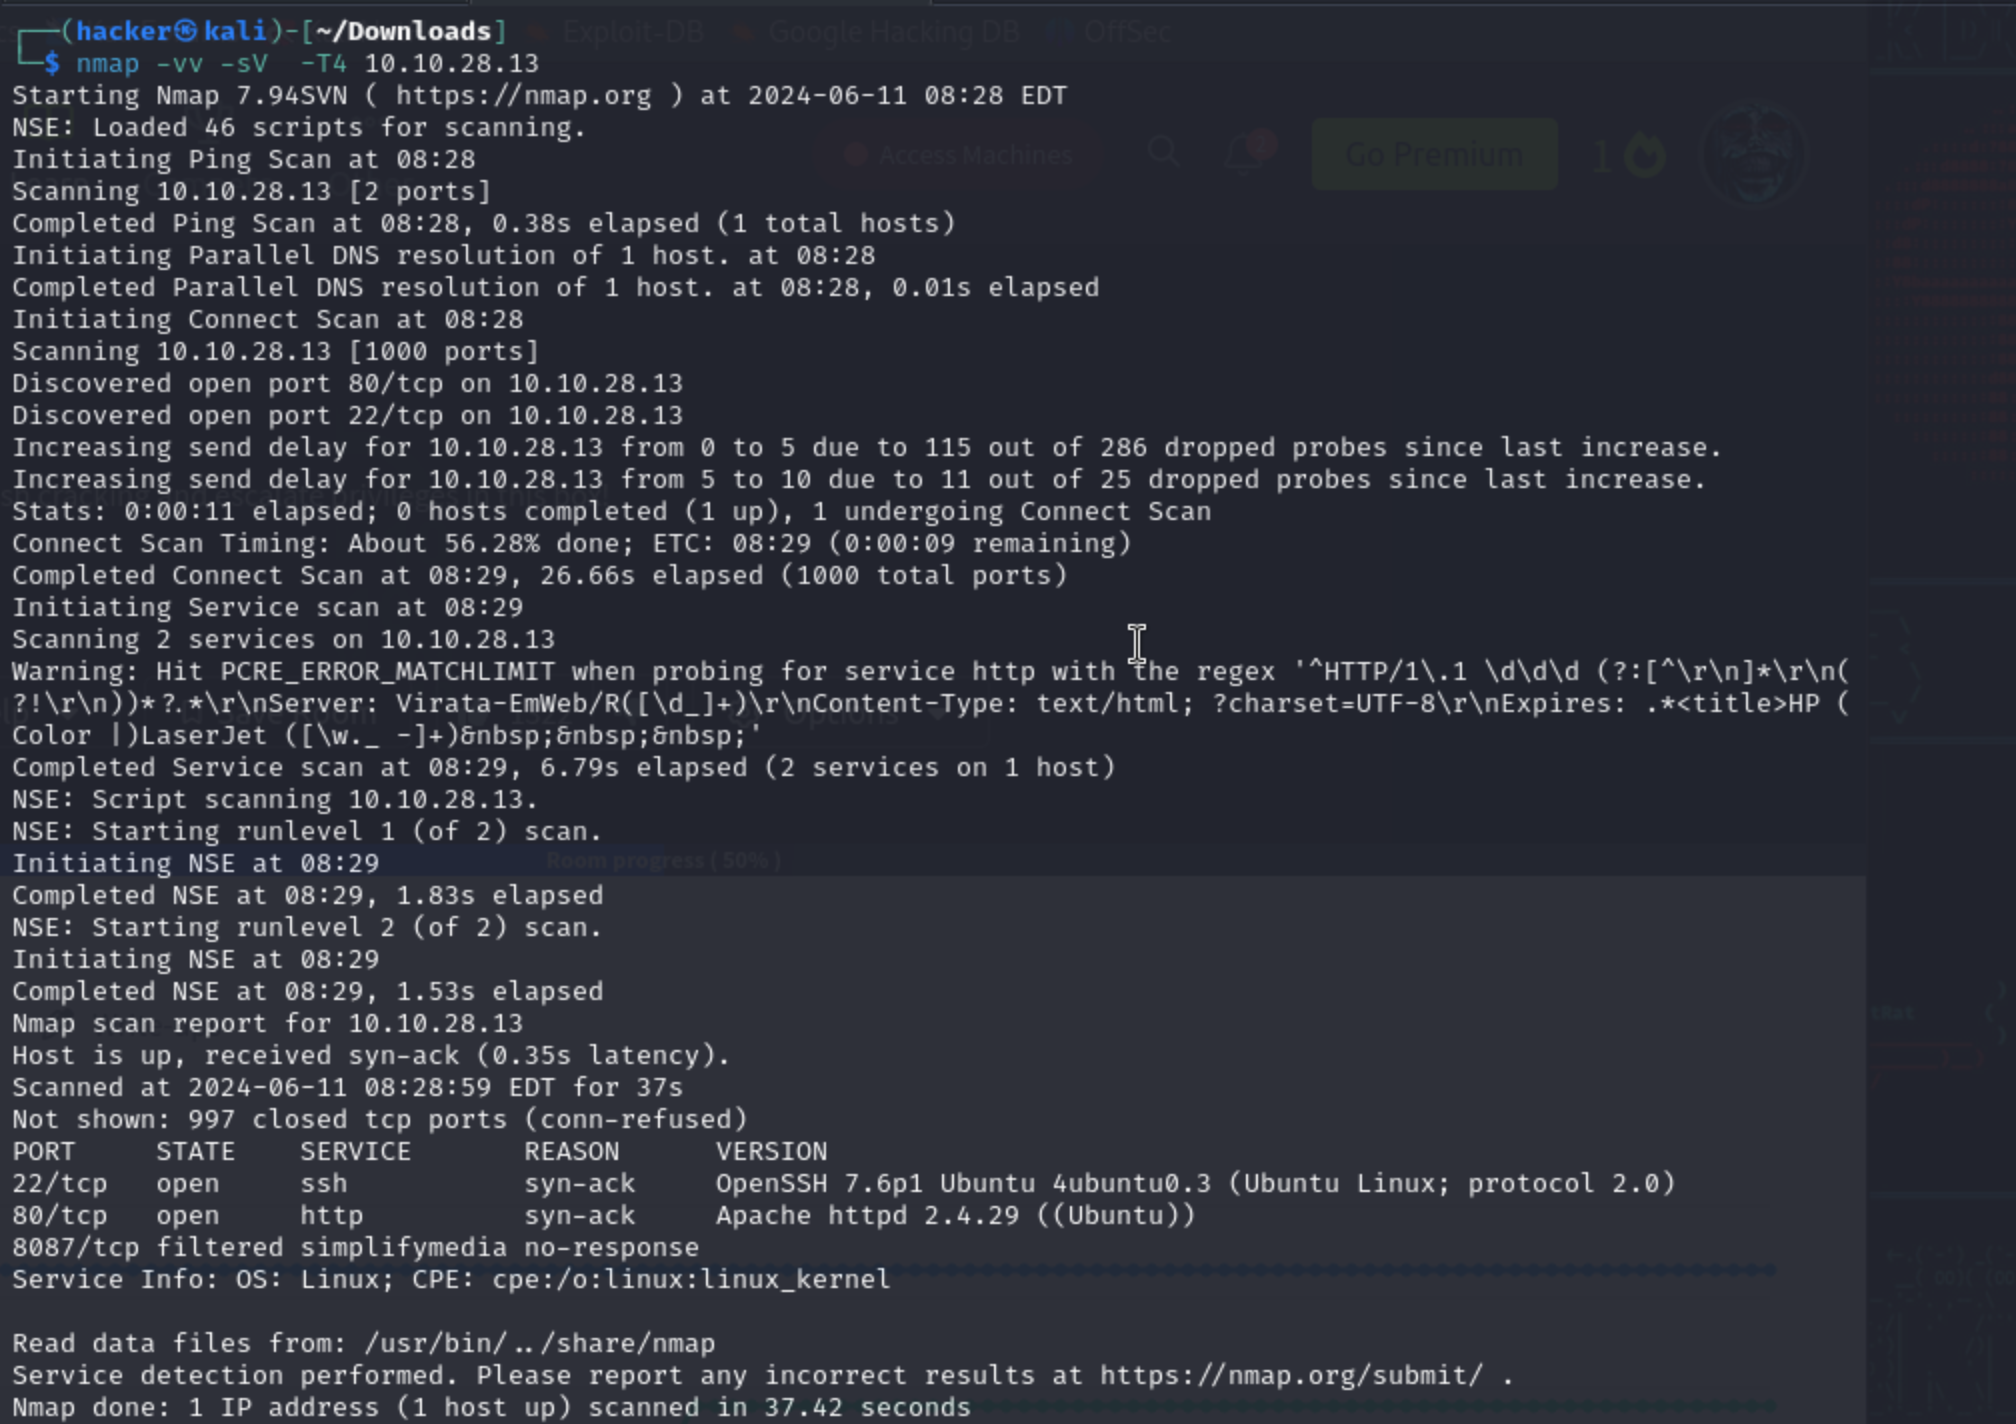 Exploit-DB Google Hacking DB OffSec
┌──(hacker㉿kali)-[~/Downloads]
└─$ nmap -vv -sV  -T4 10.10.28.13
Starting Nmap 7.94SVN ( https://nmap.org ) at 2024-06-11 08:28 EDT
NSE: Loaded 46 scripts for scanning.
Access Machines
2
Go Premium
1
Initiating Ping Scan at 08:28
Scanning 10.10.28.13 [2 ports]
Completed Ping Scan at 08:28, 0.38s elapsed (1 total hosts)
Initiating Parallel DNS resolution of 1 host. at 08:28
Completed Parallel DNS resolution of 1 host. at 08:28, 0.01s elapsed
Initiating Connect Scan at 08:28
Scanning 10.10.28.13 [1000 ports]
Discovered open port 80/tcp on 10.10.28.13
Discovered open port 22/tcp on 10.10.28.13
Increasing send delay for 10.10.28.13 from 0 to 5 due to 115 out of 286 dropped probes since last increase.
Increasing send delay for 10.10.28.13 from 5 to 10 due to 11 out of 25 dropped probes since last increase.
Stats: 0:00:11 elapsed; 0 hosts completed (1 up), 1 undergoing Connect Scan
Connect Scan Timing: About 56.28% done; ETC: 08:29 (0:00:09 remaining)
Completed Connect Scan at 08:29, 26.66s elapsed (1000 total ports)
Initiating Service scan at 08:29
Scanning 2 services on 10.10.28.13
Warning: Hit PCRE_ERROR_MATCHLIMIT when probing for service http with the regex '^HTTP/1\.1 \d\d\d (?:[^\r\n]*\r\n(
?!\r\n))*?.*\r\nServer: Virata-EmWeb/R([\d_]+)\r\nContent-Type: text/html; ?charset=UTF-8\r\nExpires: .*<title>HP (
Color |)LaserJet ([\w._ -]+)&nbsp;&nbsp;&nbsp;'
Completed Service scan at 08:29, 6.79s elapsed (2 services on 1 host)
NSE: Script scanning 10.10.28.13.
NSE: Starting runlevel 1 (of 2) scan.
Initiating NSE at 08:29
Room progress ( 50% )
Completed NSE at 08:29, 1.83s elapsed
NSE: Starting runlevel 2 (of 2) scan.
Initiating NSE at 08:29
Completed NSE at 08:29, 1.53s elapsed
Nmap scan report for 10.10.28.13
Host is up, received syn-ack (0.35s latency).
Scanned at 2024-06-11 08:28:59 EDT for 37s
Not shown: 997 closed tcp ports (conn-refused)
PORT     STATE    SERVICE       REASON      VERSION
22/tcp   open     ssh           syn-ack     OpenSSH 7.6p1 Ubuntu 4ubuntu0.3 (Ubuntu Linux; protocol 2.0)
80/tcp   open     http          syn-ack     Apache httpd 2.4.29 ((Ubuntu))
8087/tcp filtered simplifymedia no-response
Service Info: OS: Linux; CPE: cpe:/o:linux:linux_kernel
Read data files from: /usr/bin/../share/nmap
Service detection performed. Please report any incorrect results at https://nmap.org/submit/ .
Nmap done: 1 IP address (1 host up) scanned in 37.42 seconds